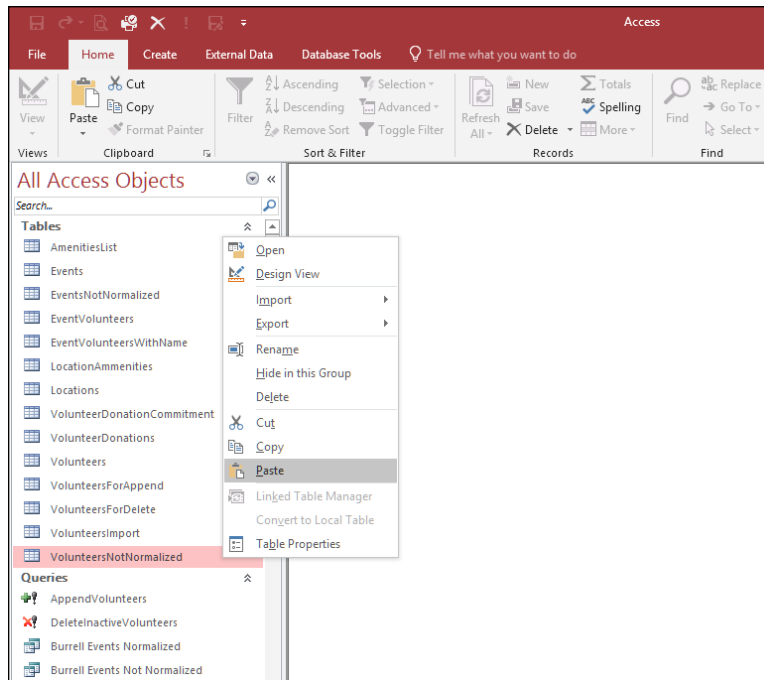 Access
File Home Create External Data Database Tools Tell me what you want to do
View
Views
Paste
Cut
Copy
Format Painter
Clipboard
Filter
Ascending
Descending
Remove Sort
Selection
Advanced
Toggle Filter
Sort & Filter
Refresh
All
New
Save
Delete
Totals
Spelling
More
Records
Find
Replace
Go To
Select
Find
All Access Objects
Search...
Tables
AmenitiesList
Events
EventsNotNormalized
EventVolunteers
EventVolunteersWithName
LocationAmmenities
Locations
VolunteerDonationCommitment
VolunteerDonations
Volunteers
VolunteersForAppend
VolunteersForDelete
VolunteersImport
VolunteersNotNormalized
Queries
AppendVolunteers
DeleteInactiveVolunteers
Burrell Events Normalized
Burrell Events Not Normalized
Open
Design View
Import
Export
Rename
Hide in this Group
Delete
Cut
Copy
Paste
Linked Table Manager
Convert to Local Table
Table Properties